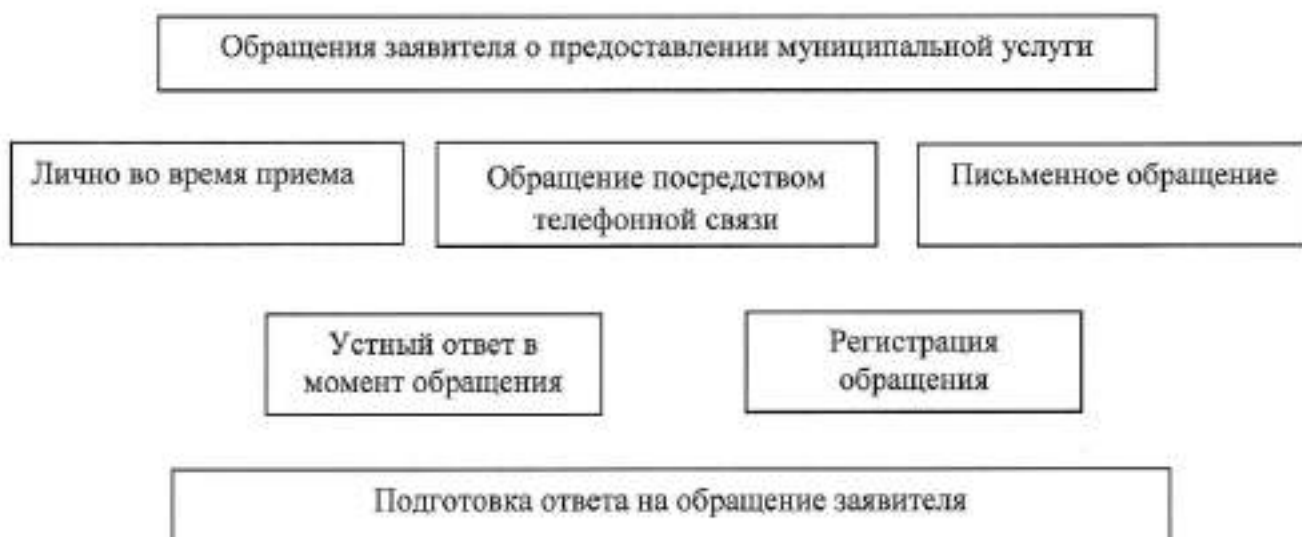 Обращения заявителя о предоставлении муниципальной услуги
Лично во время приема
Обращение посредством
телефонной связи
Письменное обращение
Устный ответ в
момент обращения
Регистрация
обращения
Подготовка ответа на обращение заявителя